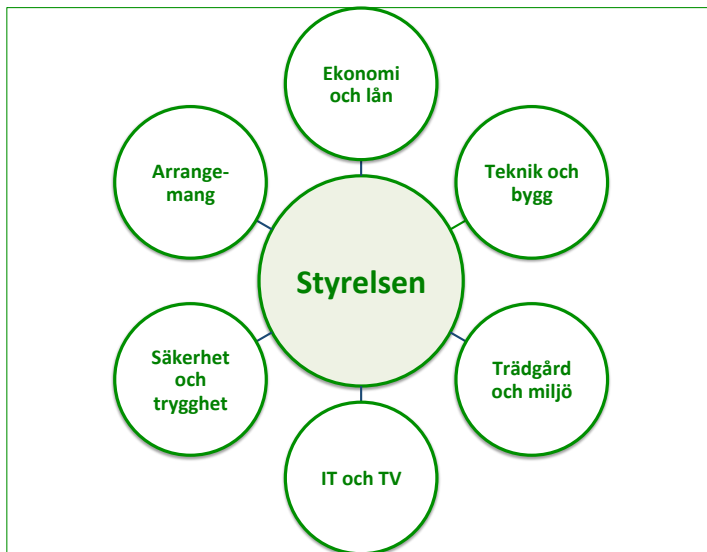 Ekonomi
och lån
Arrange-
mang
Teknik och
bygg
Styrelsen
Säkerhet
och
trygghet
Trädgård
och miljö
IT och TV